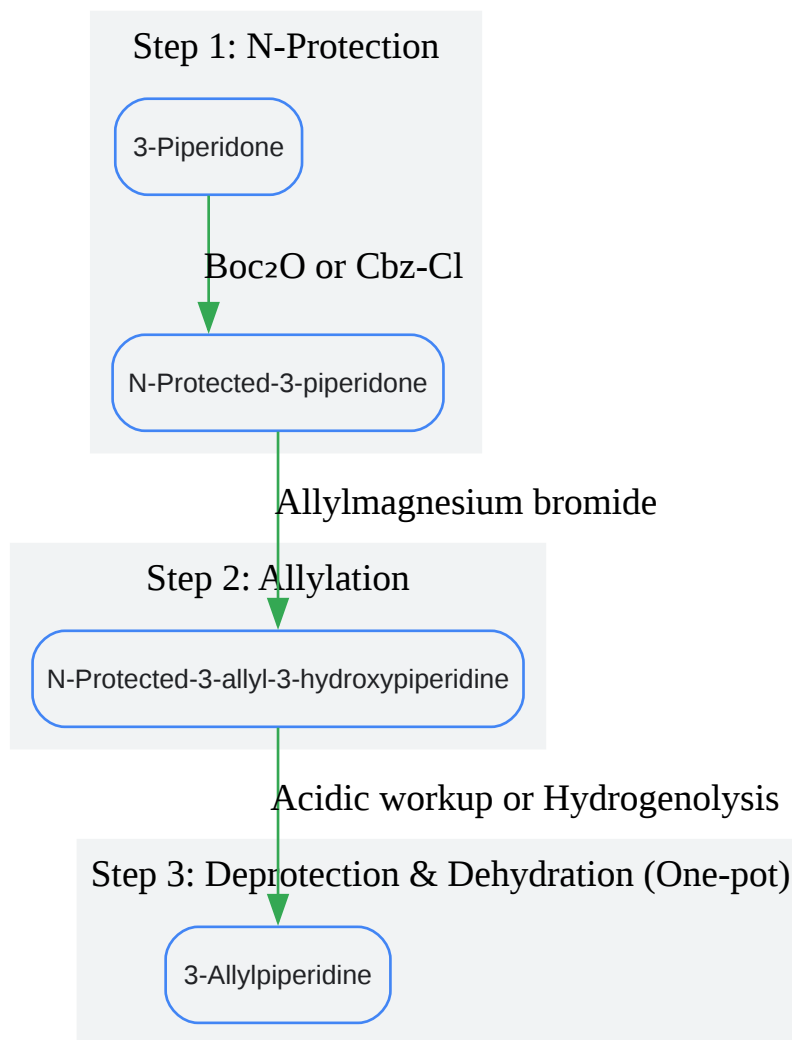 Step 1: N-Protection
3-Piperidone
Boc₂O or Cbz-Cl
N-Protected-3-piperidone
Allylmagnesium bromide
Step 2: Allylation
N-Protected-3-allyl-3-hydroxypiperidine
Acidic workup or Hydrogenolysis
Step 3: Deprotection & Dehydration (One-pot)
3-Allylpiperidine